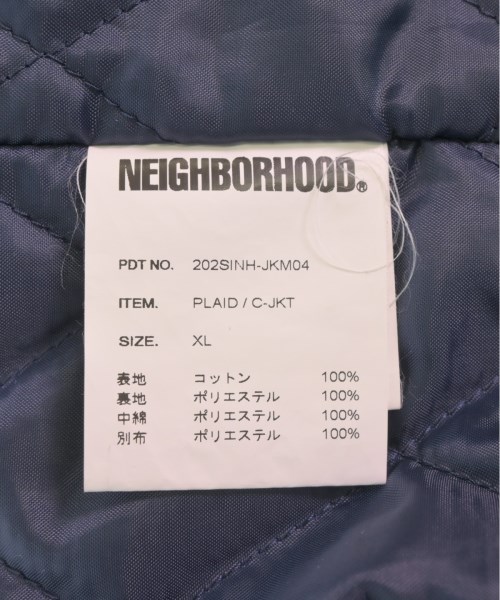 NEIGHBORHOOD®
PDT NO. 202SINH-JKM04
ITEM. PLAID / C-JKT
SIZE. XL
表地 コットン 100%
裏地 ポリエステル 100%
中綿 ポリエステル 100%
別布 ポリエステル 100%